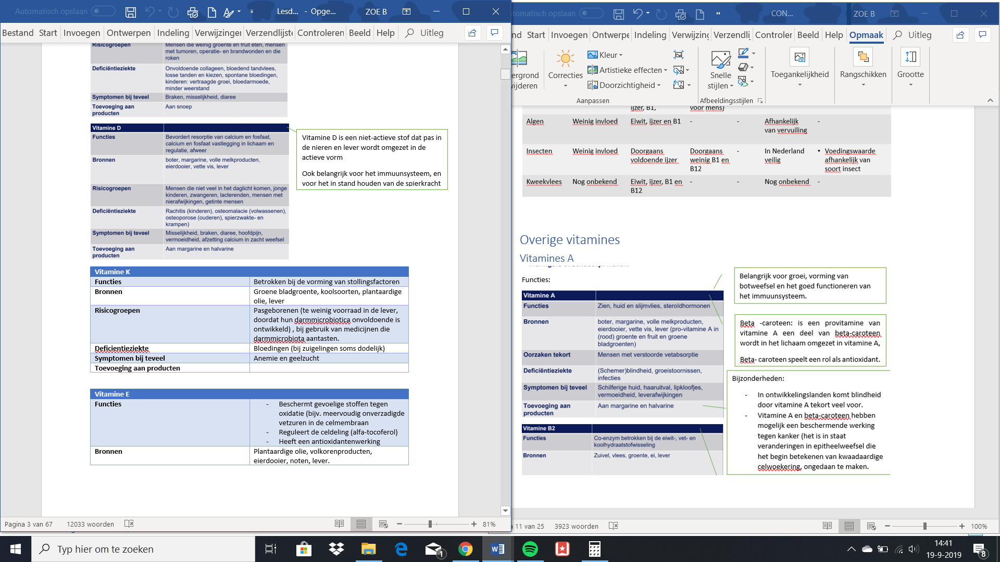 Automatisch opslaan
Lesd... - Opge...
ZOE B
Bestand Start Invoegen Ontwerpen Indeling Verwijzingen Verzendlijst Controleren Beeld Help Uitleg
Risicogroepen
Mensen die weinig groente en fruit eten, mensen
met tumoren, operatie- en brandwonden en die
roken
Deficiëntieziekte
Onvoldoende collageen, bloedend tandvlees,
losse tanden en kiezen, spontane bloedingen,
kinderen: vertraagde groei, bloedarmoede,
minder weerstand
Symptomen bij teveel
Braken, misselijkheid, diaree
Toevoeging aan
producten
Aan snoep
Vitamine D
Functies
Bevordert resorptie van calcium en fosfaat,
calcium en fosfaat vastlegging in lichaam en
regulatie, afweer
Bronnen
boter, margarine, volle melkproducten,
eierdooier, vette vis, lever
Risicogroepen
Mensen die niet veel in het daglicht komen, jonge
kinderen, zwangeren, lacterenden, mensen met
nierafwijkingen, getinte mensen
Deficiëntieziekte
Rachitis (kinderen), osteomalacie (volwassenen),
osteoporose (ouderen), spierzwakte- en
krampen)
Symptomen bij teveel
Misselijkheid, braken, diaree, hoofdpijn,
vermoeidheid, afzetting calcium in zacht weefsel
Toevoeging aan
producten
Aan margarine en halvarine
Vitamine D is een niet-actieve stof dat pas in
de nieren en lever wordt omgezet in de
actieve vorm
Ook belangrijk voor het immuunsysteem, en
voor het in stand houden van de spierkracht
Vitamine K
Functies
Betrokken bij de vorming van stollingsfactoren
Bronnen
Groene bladgroente, koolsoorten, plantaardige
olie, lever
Risicogroepen
Pasgeborenen (te weinig voorraad in de lever,
doordat hun darmmicrobiotica onvoldoende is
ontwikkeld) , bij gebruik van medicijnen die
darmmicrobiota aantasten.
Deficientieziekte
Bloedingen (bij zuigelingen soms dodelijk)
Symptomen bij teveel
Anemie en geelzucht
Toevoeging aan producten
Vitamine E
Functies
- Beschermt gevoelige stoffen tegen
oxidatie (bijv. meervoudig onverzadigde
vetzuren in de celmembraan
- Reguleert de celdeling (alfa-tocoferol)
- Heeft een antioxidantenwerking
Bronnen
Plantaardige olie, volkorenproducten,
eierdooier, noten, lever.
Pagina 3 van 67 12033 woorden 81%
tomatisch opslaan
CON...
ZOE B
nd Start Invoegen Ontwerpe Indeling Verwijzing Verzendlij Controler Beeld Help Opmaak Uitleg
ergrond
wijderen
Correcties
Kleur
Artistieke effecten
Doorzichtigheid
Aanpassen
Snelle
stijlen
Afbeeldingsstijlen
Toegankelijkheid
Rangschikken
Grootte
ijzer, B1,
voor mens)
Algen
Weinig invloed
Eiwit, ijzer en B1
-
-
Afhankelijk
van vervuiling
-
Insecten
Weinig invloed
Doorgaans
voldoende ijzer
Doorgaans
weinig B1 en
B12
-
In Nederland
veilig
• Voedingswaarde
afhankelijk van
soort insect
Kweekvlees
Nog onbekend
Eiwit, ijzer, B1 en
B12
-
-
Nog onbekend
-
Overige vitamines
Vitamines A
Functies:
Vitamine A
Functies
Zien, huid en slijmvlies, steroïdhormonen
Bronnen
boter, margarine, volle melkproducten,
eierdooier, vette vis, lever (pro-vitamine A in
(rood) groente en fruit en groene
bladgroenten)
Oorzaken tekort
Mensen met verstoorde vetabsorptie
Deficiëntieziekte
(Schemer)blindheid, groeistoornissen,
infecties
Symptomen bij teveel
Schilferige huid, haaruitval, lipkloofjes,
vermoeidheid, leverafwijkingen
Toevoeging aan
producten
Aan margarine en halvarine
Vitamine B2
Functies
Co-enzym betrokken bij de eiwit-, vet- en
koolhydraatstofwisseling
Bronnen
Zuivel, vlees, groente, ei, lever
Belangrijk voor groei, vorming van
botweefsel en het goed functioneren van
het immuunsysteem.
Beta -caroteen: is een provitamine van
vitamine A een deel van beta-caroteen
wordt in het lichaam omgezet in vitamine A,
Beta- caroteen speelt een rol als antioxidant.
Bijzonderheden:
- In ontwikkelingslanden komt blindheid
door vitamine A tekort veel voor.
- Vitamine A en beta-caroteen hebben
mogelijk een beschermende werking
tegen kanker (het is in staat
veranderingen in epitheelweefsel die
het begin betekenen van kwaadaardige
celwoekering, ongedaan te maken.
a 11 van 25 3923 woorden 100%
Typ hier om te zoeken
1
14:41
19-9-2019
8